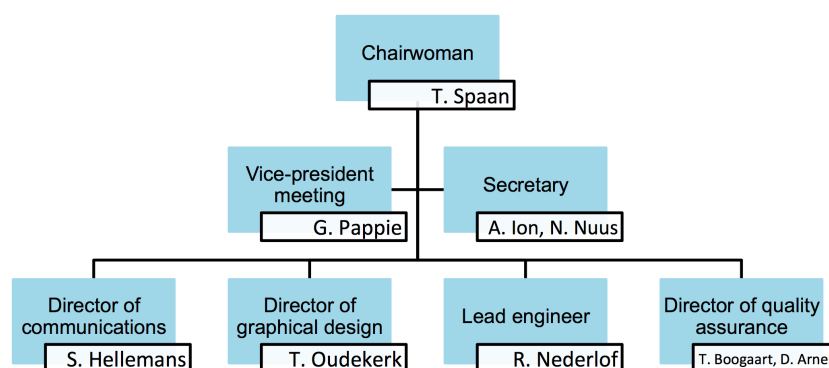 Chairwoman
T. Spaan
Vice-president
meeting
G. Pappie
Secretary
A. Ion, N. Nuus
Director of
communications
S. Hellemans
Director of
graphical design
T. Oudekerk
Lead engineer
R. Nederlof
Director of quality
assurance
T. Boogaart, D. Arne